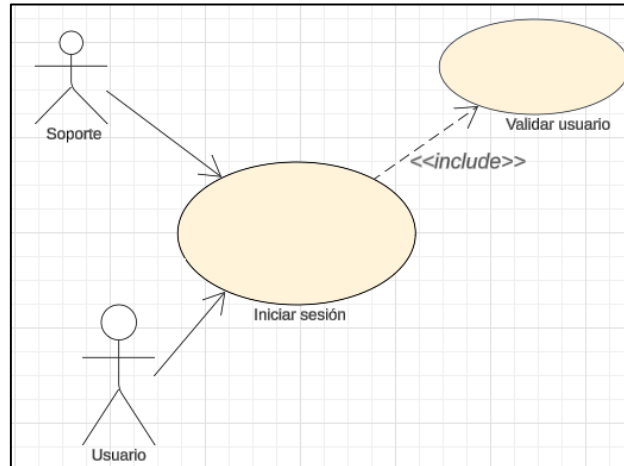 Soporte
Validar usuario
<<include>>
Iniciar sesión
Usuario